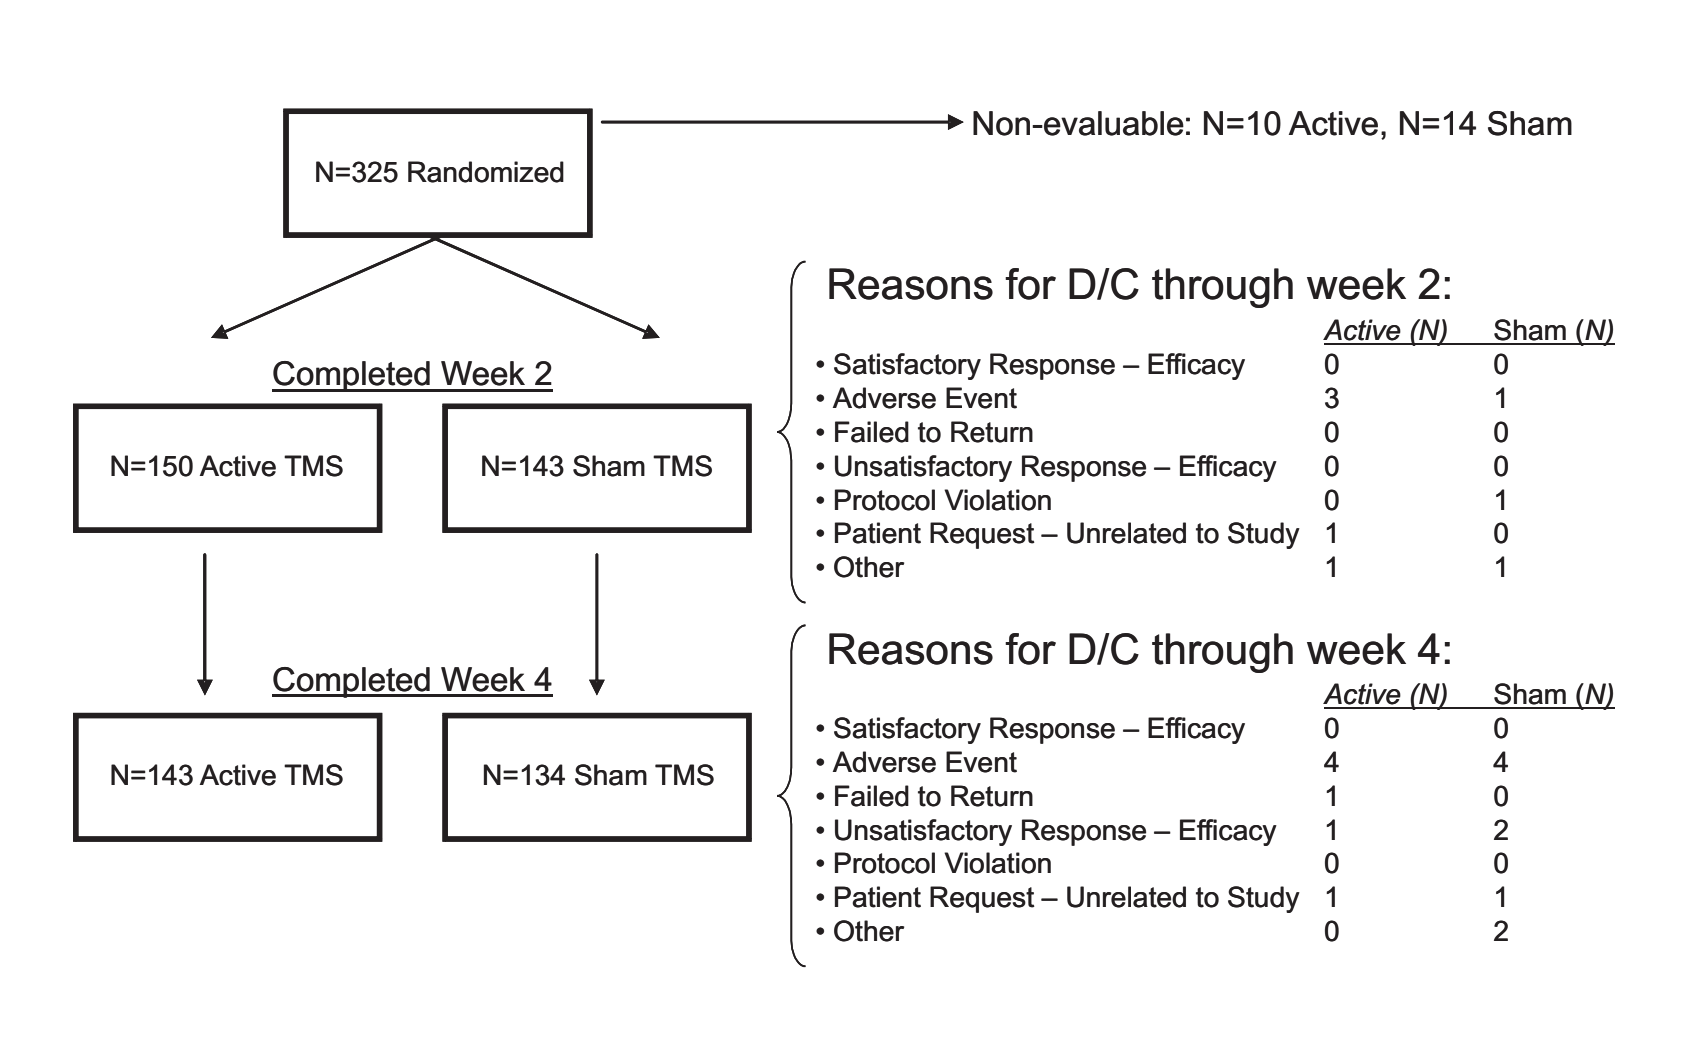 N=325 Randomized
Non-evaluable: N=10 Active, N=14 Sham
Completed Week 2
N=150 Active TMS
N=143 Sham TMS
Reasons for D/C through week 2:
Active (N) Sham (N)
• Satisfactory Response – Efficacy 0 0
• Adverse Event 3 1
• Failed to Return 0 0
• Unsatisfactory Response – Efficacy 0 0
• Protocol Violation 0 1
• Patient Request – Unrelated to Study 1 0
• Other 1 1
Completed Week 4
N=143 Active TMS
N=134 Sham TMS
Reasons for D/C through week 4:
Active (N) Sham (N)
• Satisfactory Response – Efficacy 0 0
• Adverse Event 4 4
• Failed to Return 1 0
• Unsatisfactory Response – Efficacy 1 2
• Protocol Violation 0 0
• Patient Request – Unrelated to Study 1 1
• Other 0 2